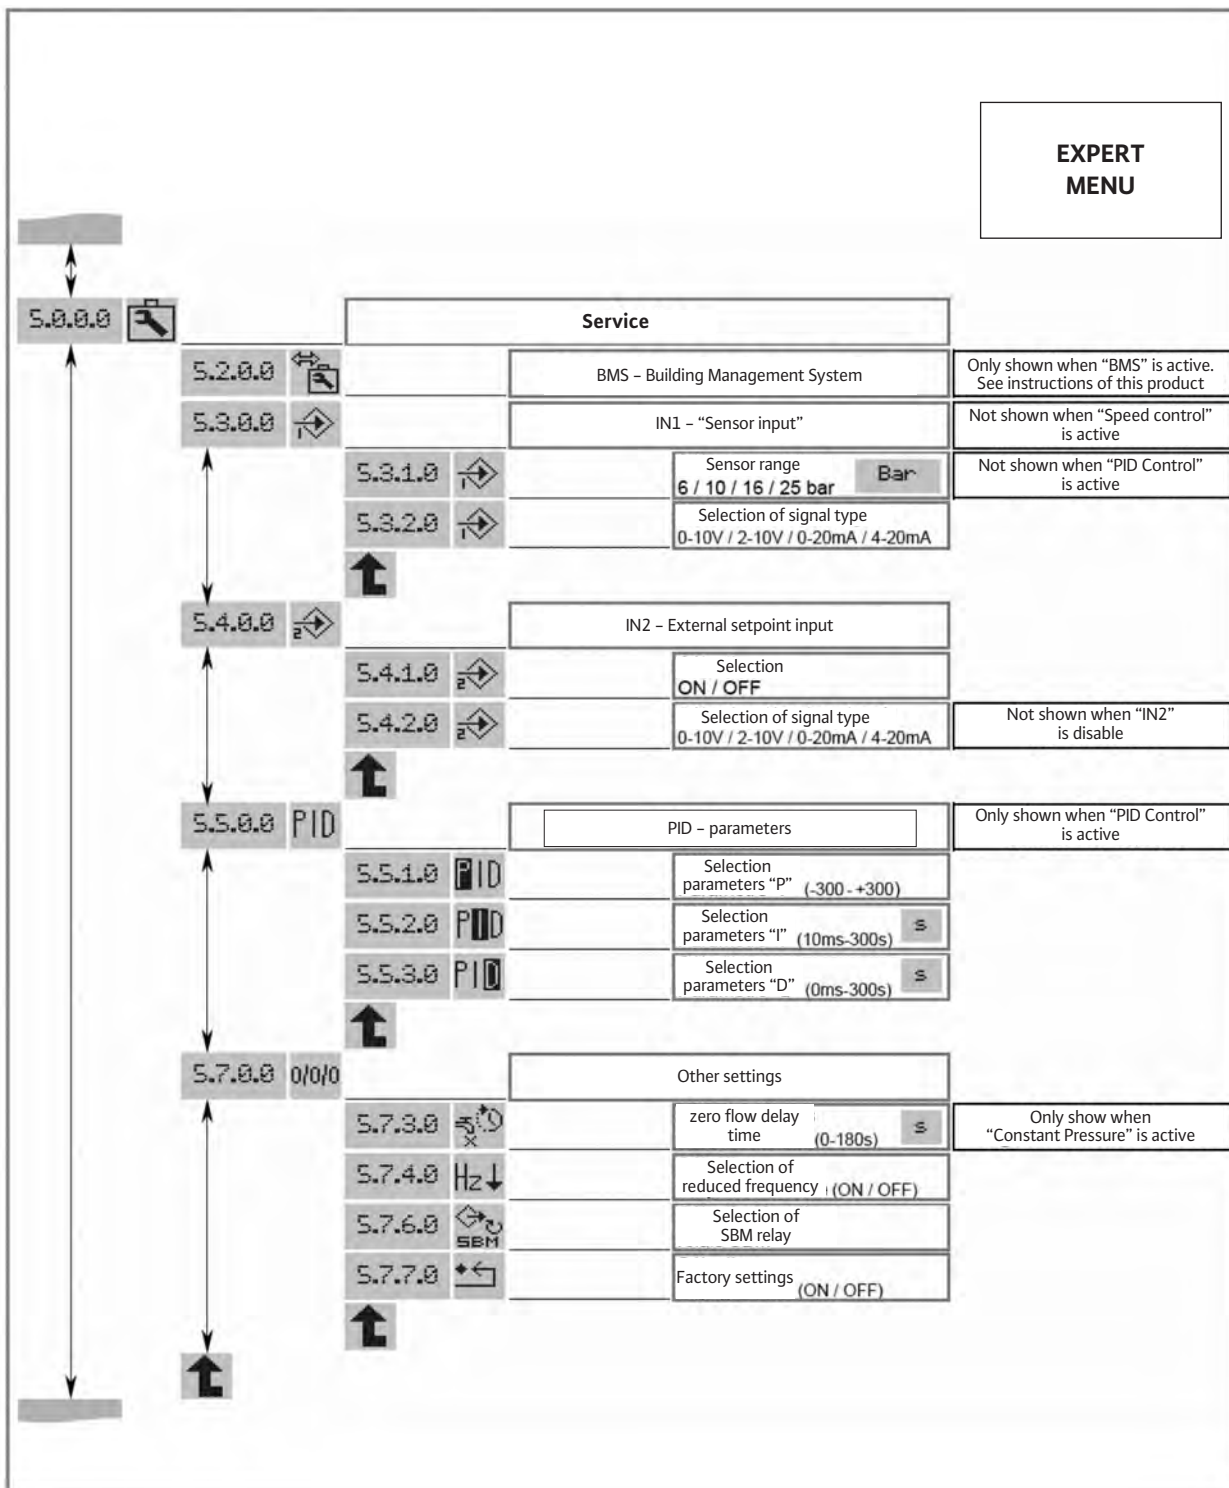 EXPERT
MENU
5.0.0.0
Service
5.2.0.0
BMS – Building Management System
Only shown when “BMS” is active.
See instructions of this product
5.3.0.0
1
IN1 – “Sensor input”
Not shown when “Speed control”
is active
5.3.1.0
1
Sensor range
6 / 10 / 16 / 25 bar
Bar
Not shown when “PID Control”
is active
5.3.2.0
1
Selection of signal type
0-10V / 2-10V / 0-20mA / 4-20mA
5.4.0.0
2
IN2 – External setpoint input
5.4.1.0
2
Selection
ON / OFF
5.4.2.0
2
Selection of signal type
0-10V / 2-10V / 0-20mA / 4-20mA
Not shown when “IN2”
is disable
5.5.0.0 PID
PID – parameters
Only shown when “PID Control”
is active
5.5.1.0 PID
Selection
parameters “P” (-300 - +300)
5.5.2.0 PID
Selection
parameters “I” (10ms-300s)
s
5.5.3.0 PID
Selection
parameters “D” (0ms-300s)
s
5.7.0.0 0/0/0
Other settings
5.7.3.0
zero flow delay
time (0-180s)
s
Only show when
“Constant Pressure” is active
5.7.4.0 Hz
Selection of
reduced frequency (ON / OFF)
5.7.6.0
SBM
Selection of
SBM relay
5.7.7.0
Factory settings (ON / OFF)